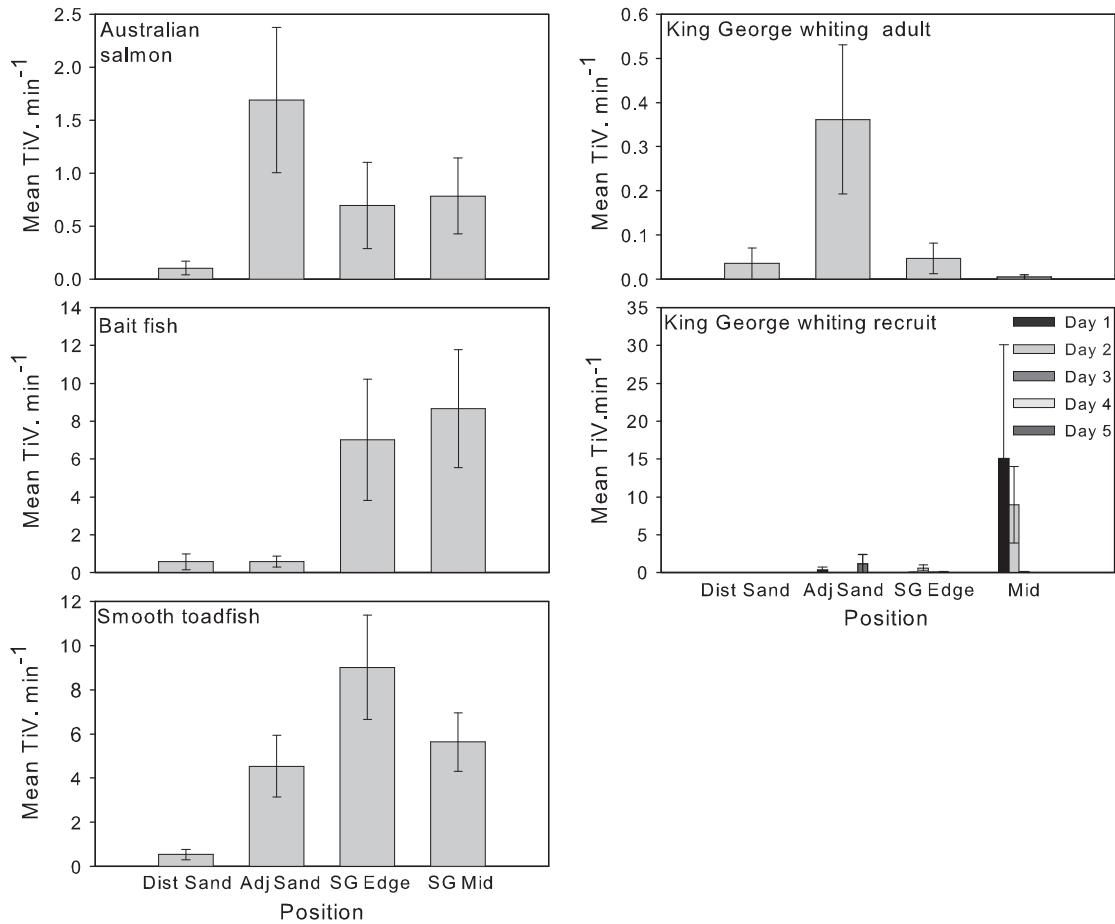 Australian
salmon
Mean TiV. min⁻¹
2.5
2.0
1.5
1.0
0.5
0.0
King George whiting adult
Mean TiV. min⁻¹
0.6
0.5
0.4
0.3
0.2
0.1
0.0
Bait fish
Mean TiV. min⁻¹
14
12
10
8
6
4
2
0
King George whiting recruit
Mean TiV.min⁻¹
35
30
25
20
15
10
5
0
Day 1
Day 2
Day 3
Day 4
Day 5
Dist Sand Adj Sand SG Edge Mid
Position
Smooth toadfish
Mean TiV. min⁻¹
12
10
8
6
4
2
0
Dist Sand Adj Sand SG Edge SG Mid
Position